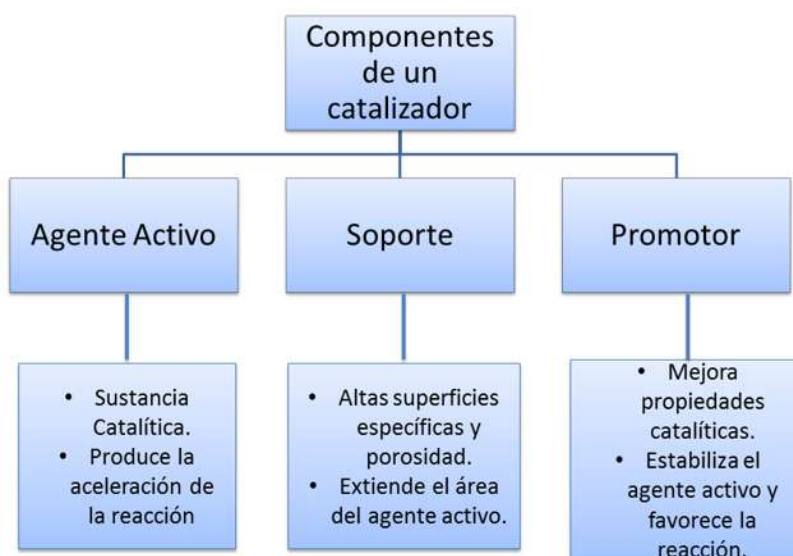 Componentes
de un
catalizador
Agente Activo
Soporte
Promotor
• Sustancia
Catalítica.
• Produce la
aceleración de
la reacción
• Altas superficies
específicas y
porosidad.
• Extiende el área
del agente activo.
• Mejora
propiedades
catalíticas.
• Estabiliza el
agente activo y
favorece la
reacción.